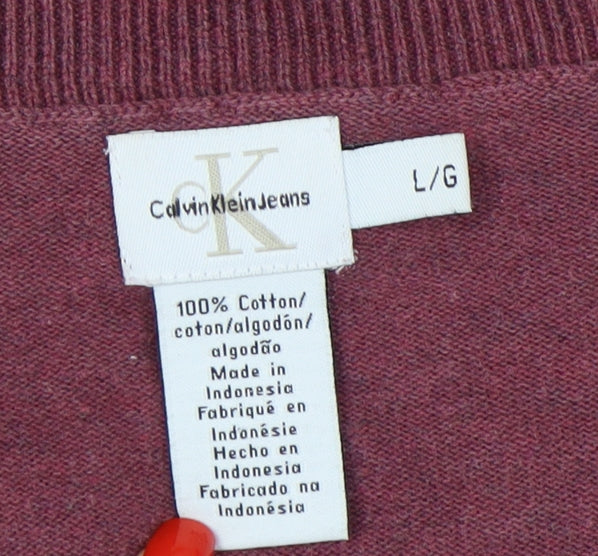 CK
CalvinKleinJeans
L/G
100% Cotton/
coton/algodón/
algodão
Made in
Indonesia
Fabriqué en
Indonésie
Hecho en
Indonesia
Fabricado na
Indonésia